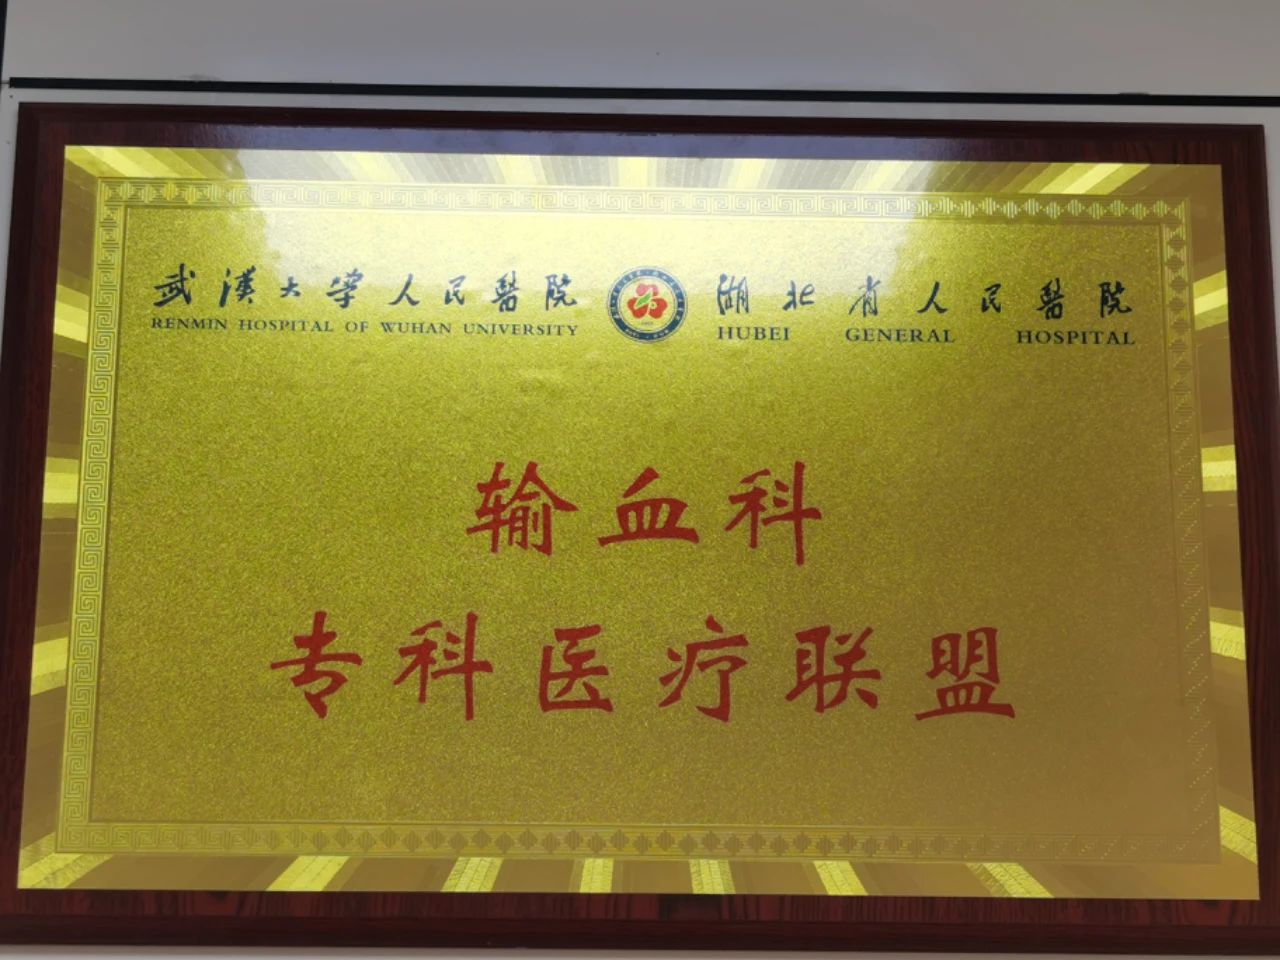 武漢大学人民醫院 湖北省人民醫院
RENMIN HOSPITAL OF WUHAN UNIVERSITY HUBEI GENERAL HOSPITAL
输血科
专科医疗联盟